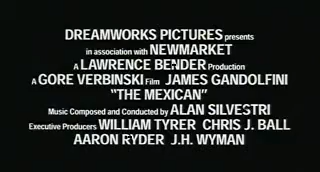 DREAMWORKS PICTURES presents
in association with NEWMARKET
A LAWRENCE BENDER Production
A GORE VERBINSKI Film JAMES GANDOLFINI
"THE MEXICAN"
Music Composed and Conducted by ALAN SILVESTRI
Executive Producers WILLIAM TYRER CHRIS J. BALL
AARON RYDER J.H. WYMAN